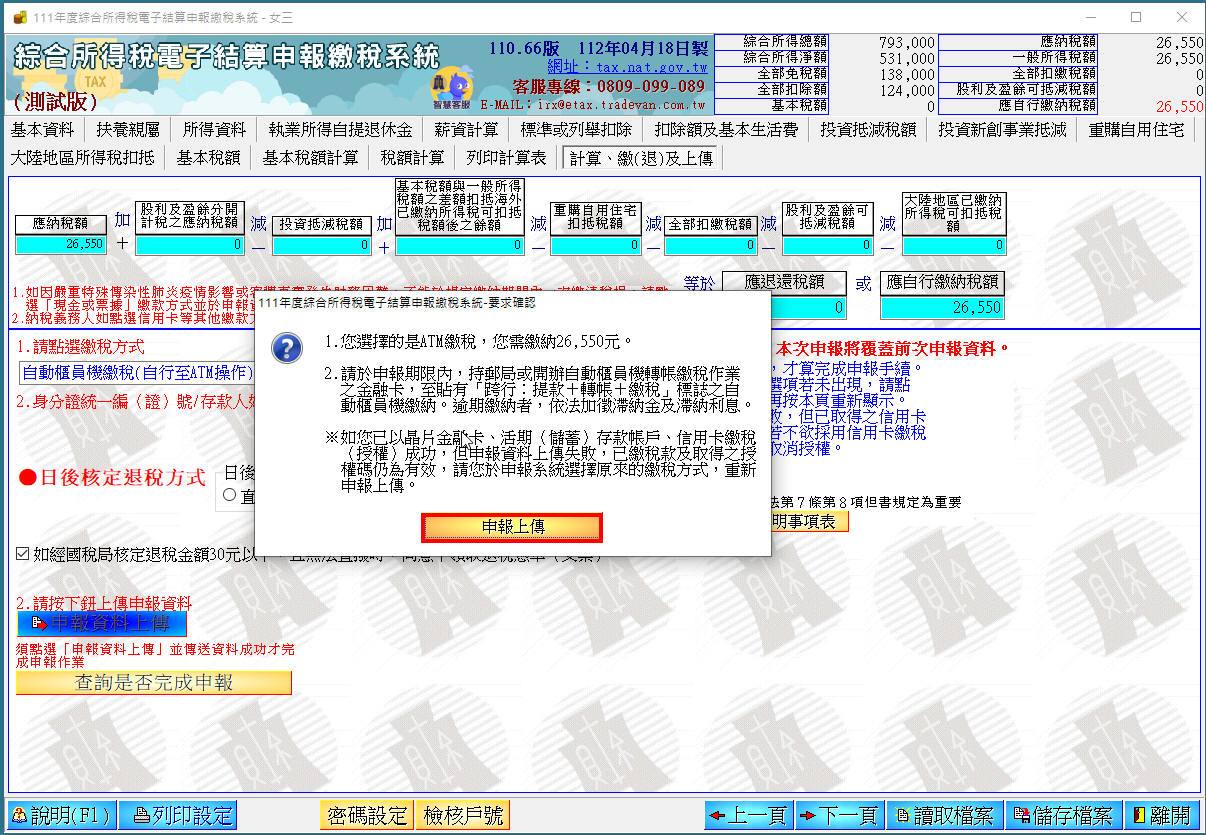 111年度綜合所得稅電子結算申報繳稅系統 - 女三
綜合所得稅電子結算申報繳稅系統
TAX
(測試版)
智慧客服
110.66版 112年04月18日製
網址：tax.nat.gov.tw
客服專線：0809-099-089
E-MAIL：irx@etax.tradevan.com.tw
綜合所得總額 793,000 應納稅額 26,550
綜合所得淨額 531,000 一般所得稅額 26,550
全部免稅額 138,000 全部扣繳稅額 0
全部扣除額 124,000 股利及盈餘可抵減稅額 0
基本稅額 0 應自行繳納稅額 26,550
基本資料 扶養親屬 所得資料 執業所得自提退休金 薪資計算 標準或列舉扣除 扣除額及基本生活費 投資抵減稅額 投資新創事業抵減 重購自用住宅
大陸地區所得稅扣抵 基本稅額 基本稅額計算 稅額計算 列印計算表 計算、繳(退)及上傳
應納稅額
26,550
加
＋
股利及盈餘分開
計稅之應納稅額
0
減
－
投資抵減稅額
0
加
＋
基本稅額與一般所得
稅額之差額扣抵海外
已繳納所得稅可扣抵
稅額後之餘額
0
減
－
重購自用住宅
扣抵稅額
0
減
－
全部扣繳稅額
0
減
－
股利及盈餘可
抵減稅額
0
減
－
大陸地區已繳納
所得稅可扣抵稅
額
0
等於 應退還稅額 或 應自行繳納稅額
0 26,550
1.如因嚴重特殊傳染性肺炎疫情影響或
選「現金或票據」繳款方式並於申報
2.納稅義務人如點選信用卡等其他繳款
1.請點選繳稅方式
自動櫃員機繳稅(自行至ATM操作)
2.身分證統一編（證）號/存款人
本次申報將覆蓋前次申報資料。
，才算完成申報手續。
選項若未出現，請點
再按本頁重新顯示。
敗，但已取得之信用卡
若不欲採用信用卡繳稅
取消授權。
111年度綜合所得稅電子結算申報繳稅系統-要求確認
1.您選擇的是ATM繳稅，您需繳納26,550元。
2.請於申報期限內，持郵局或開辦自動櫃員機轉帳繳稅作業
之金融卡，至貼有「跨行：提款＋轉帳＋繳稅」標誌之自
動櫃員機繳納。逾期繳納者，依法加徵滯納金及滯納利息。
※如您已以晶片金融卡、活期（儲蓄）存款帳戶、信用卡繳稅
（授權）成功，但申報資料上傳失敗，已繳稅款及取得之授
權碼仍為有效，請您於申報系統選擇原來的繳稅方式，重新
申報上傳。
申報上傳
●日後核定退稅方式
日後
直
法第７條第８項但書規定為重要
明事項表
如經國稅局核定退稅金額30元以
2.請按下鈕上傳申報資料
申報資料上傳
須點選「申報資料上傳」並傳送資料成功才完
成申報作業
查詢是否完成申報
說明(F1) 列印設定 密碼設定 檢核戶號 上一頁 下一頁 讀取檔案 儲存檔案 離開